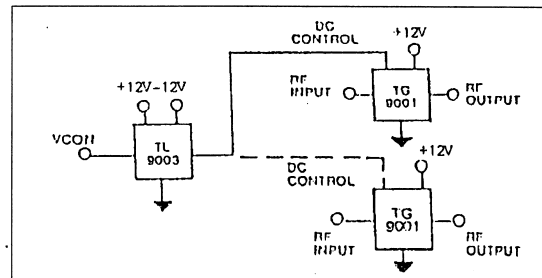 DC
CONTROL
+12V
+12V-12V
RF
INPUT
TG
9001
RF
OUTPUT
VCON
TL
9003
DC
CONTROL
+12V
TG
9001
RF
INPUT
RF
OUTPUT